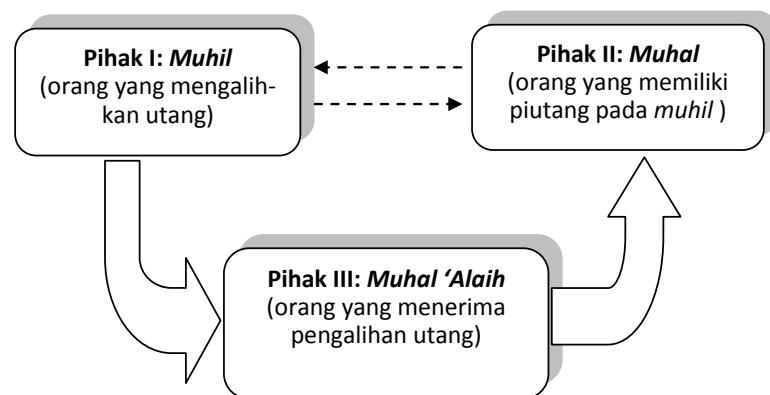 Pihak I: Muhil
(orang yang mengalih-
kan utang)
Pihak II: Muhal
(orang yang memiliki
piutang pada muhil )
Pihak III: Muhal ‘Alaih
(orang yang menerima
pengalihan utang)